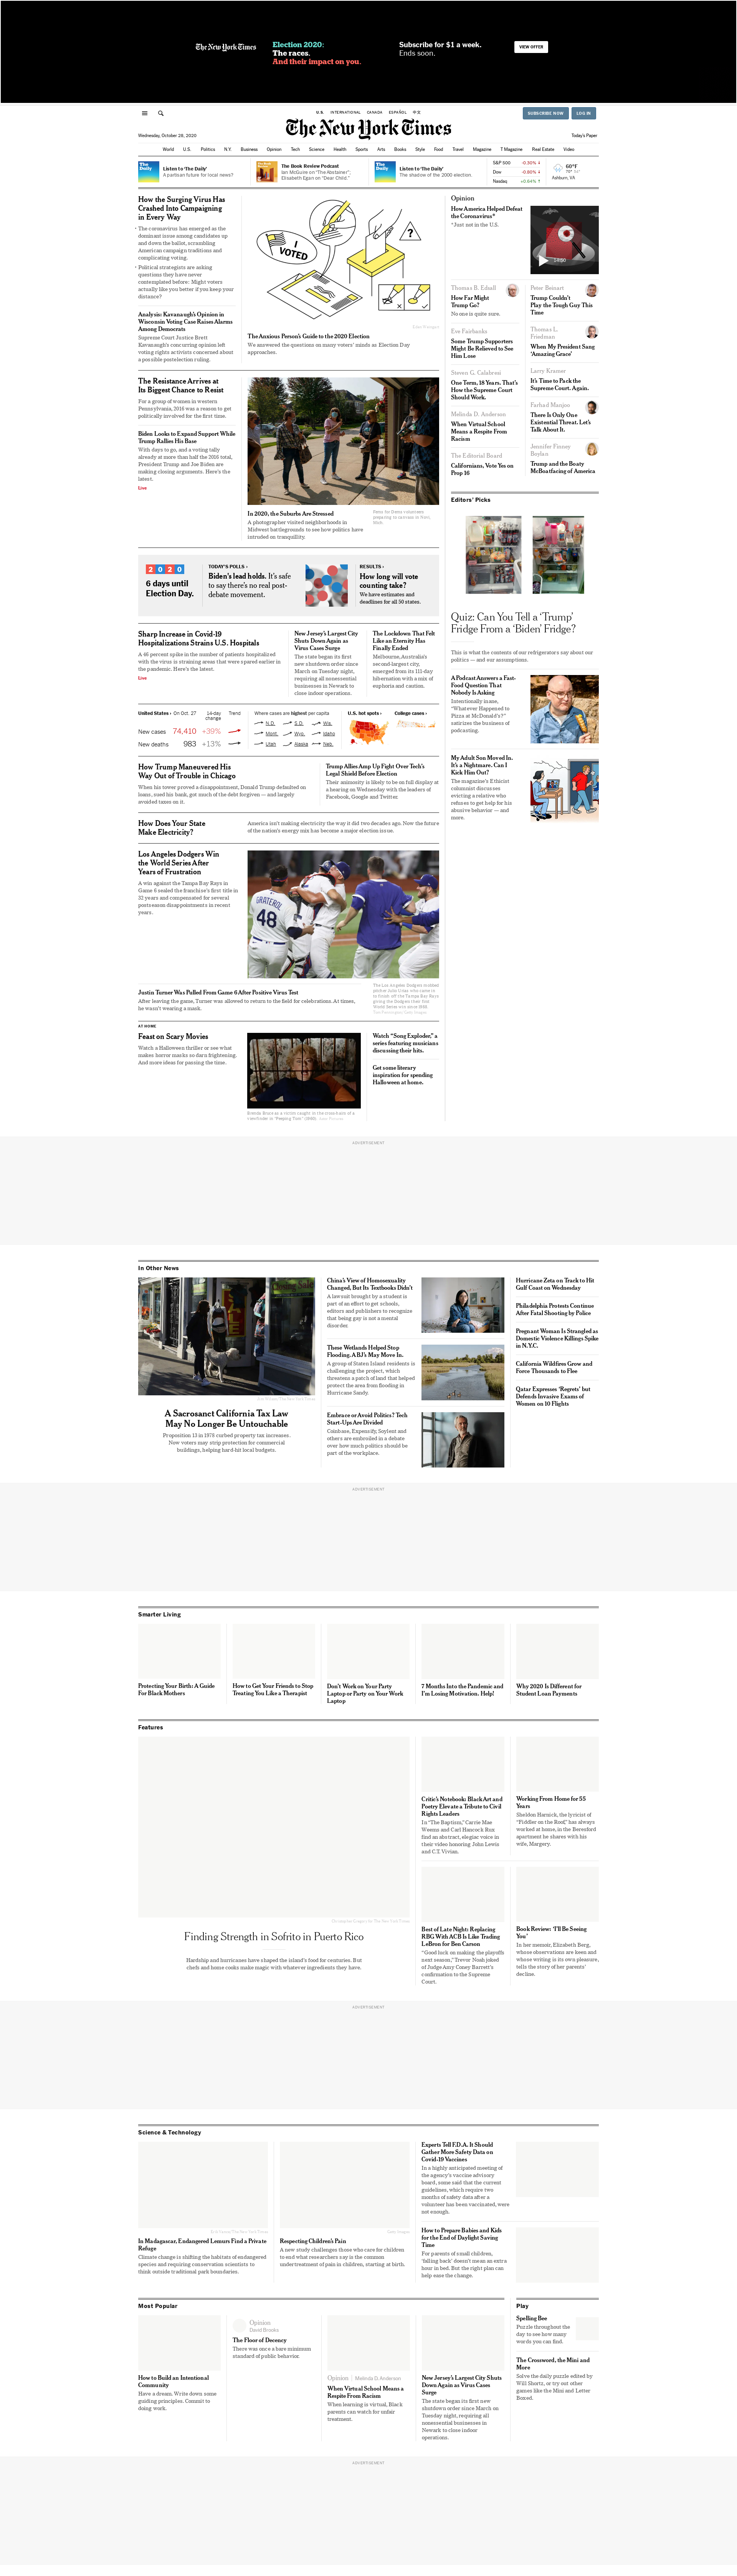 The New York Times
Election 2020:
The races.
And their impact on you.
Subscribe for $1 a week.
Ends soon.
VIEW OFFER
U.S.
INTERNATIONAL
CANADA
ESPAÑOL
中文
SUBSCRIBE NOW
LOG IN
The New York Times
Wednesday, October 28, 2020
Today's Paper
World
U.S.
Politics
N.Y.
Business
Opinion
Tech
Science
Health
Sports
Arts
Books
Style
Food
Travel
Magazine
T Magazine
Real Estate
Video
Listen to 'The Daily'
A partisan future for local news?
The Book Review Podcast
Ian McGuire on "The Abstainer";
Elisabeth Egan on "Dear Child."
Listen to 'The Daily'
The shadow of the 2000 election.
S&P 500
-0.30%
Dow
-0.80%
Nasdaq
+0.64%
60°F
Ashburn, VA
How the Surging Virus Has
Crashed Into Campaigning
in Every Way
The coronavirus has emerged as the
dominant issue among candidates up
and down the ballot, scrambling
American campaign traditions and
complicating voting.
Political strategists are asking
questions they have never
contemplated before: Might voters
actually like you better if you keep your
distance?
Analysis: Kavanaugh's Opinion in
Wisconsin Voting Case Raises Alarms
Among Democrats
Supreme Court Justice Brett
Kavanaugh's concurring opinion left
voting rights activists concerned about
a possible postelection ruling.
I VOTED
?
The Anxious Person's Guide to the 2020 Election
We answered the questions on many voters' minds as Election Day
approaches.
The Resistance Arrives at
Its Biggest Chance to Resist
For a group of women in western
Pennsylvania, 2016 was a reason to get
politically involved for the first time.
Biden Looks to Expand Support While
Trump Rallies His Base
With days to go, and a voting tally
already at more than half the 2016 total,
President Trump and Joe Biden are
making closing arguments. Here's the
latest.
Live
In 2020, the Suburbs Are Stressed
A photographer visited neighborhoods in
Midwest battlegrounds to see how politics have
intruded on tranquillity.
2020
6 days until
Election Day.
TODAY'S POLLS ›
Biden's lead holds. It's safe
to say there's no real post-
debate movement.
RESULTS ›
How long will vote
counting take?
We have estimates and
deadlines for all 50 states.
Sharp Increase in Covid-19
Hospitalizations Strains U.S. Hospitals
A 46 percent spike in the number of patients hospitalized
with the virus is straining areas that were spared earlier in
the pandemic. Here's the latest.
Live
New Jersey's Largest City
Shuts Down Again as
Virus Cases Surge
The state began its first
new shutdown order since
March on Tuesday night,
requiring all nonessential
businesses in Newark to
close indoor operations.
The Lockdown That Felt
Like an Eternity Has
Finally Ended
Melbourne, Australia's
second-largest city,
emerged from its 111-day
hibernation with a mix of
euphoria and caution.
United States › On Oct. 27
14-day
change
Trend
New cases
74,410
+39%
New deaths
983
+13%
Where cases are highest per capita
N.D.
S.D.
Wis.
Mont.
Wyo.
Idaho
Utah
Alaska
Neb.
U.S. hot spots ›
College cases ›
How Trump Maneuvered His
Way Out of Trouble in Chicago
When his tower proved a disappointment, Donald Trump defaulted on
loans, sued his bank, got much of the debt forgiven — and largely
avoided taxes on it.
Trump Allies Amp Up Fight Over Tech's
Legal Shield Before Election
Their animosity is likely to be on full display at
a hearing on Wednesday with the leaders of
Facebook, Google and Twitter.
How Does Your State
Make Electricity?
America isn't making electricity the way it did two decades ago. Now the future
of the nation's energy mix has become a major election issue.
Los Angeles Dodgers Win
the World Series After
Years of Frustration
A win against the Tampa Bay Rays in
Game 6 sealed the franchise's first title in
32 years and compensated for several
postseason disappointments in recent
years.
GRATEROL
48
Justin Turner Was Pulled From Game 6 After Positive Virus Test
After leaving the game, Turner was allowed to return to the field for celebrations. At times,
he wasn't wearing a mask.
AT HOME
Feast on Scary Movies
Watch a Halloween thriller or see what
makes horror masks so darn frightening.
And more ideas for passing the time.
Watch "Song Exploder," a
series featuring musicians
discussing their hits.
Get some literary
inspiration for spending
Halloween at home.
Opinion
How America Helped Defeat
the Coronavirus*
*Just not in the U.S.
Thomas B. Edsall
How Far Might
Trump Go?
No one is quite sure.
Eve Fairbanks
Some Trump Supporters
Might Be Relieved to See
Him Lose
Steven G. Calabresi
One Term, 18 Years. That's
How the Supreme Court
Should Work.
Melinda D. Anderson
When Virtual School
Means a Respite From
Racism
The Editorial Board
Californians, Vote Yes on
Prop 16
Peter Beinart
Trump Couldn't
Play the Tough Guy This
Time
Thomas L.
Friedman
When My President Sang
'Amazing Grace'
Larry Kramer
It's Time to Pack the
Supreme Court. Again.
Farhad Manjoo
There Is Only One
Existential Threat. Let's
Talk About It.
Jennifer Finney
Boylan
Trump and the Boaty
McBoatfacing of America
Editors' Picks
Quiz: Can You Tell a 'Trump'
Fridge From a 'Biden' Fridge?
This is what the contents of our refrigerators say about our
politics — and our assumptions.
A Podcast Answers a Fast-
Food Question That
Nobody Is Asking
Intentionally inane,
"Whatever Happened to
Pizza at McDonald's?"
satirizes the business of
podcasting.
My Adult Son Moved In.
It's a Nightmare. Can I
Kick Him Out?
The magazine's Ethicist
columnist discusses
evicting a relative who
refuses to get help for his
abusive behavior — and
more.
ADVERTISEMENT
In Other News
A Sacrosanct California Tax Law
May No Longer Be Untouchable
Proposition 13 in 1978 curbed property tax increases.
Now voters may strip protection for commercial
buildings, helping hard-hit local budgets.
China's View of Homosexuality
Changed, But Its Textbooks Didn't
A lawsuit brought by a student is
part of an effort to get schools,
editors and publishers to recognize
that being gay is not a mental
disorder.
These Wetlands Helped Stop
Flooding. A BJ's May Move In.
A group of Staten Island residents is
challenging the project, which
threatens a patch of land that helped
protect the area from flooding in
Hurricane Sandy.
Embrace or Avoid Politics? Tech
Start-Ups Are Divided
Coinbase, Expensify, Soylent and
others are embroiled in a debate
over how much politics should be
part of the workplace.
Hurricane Zeta on Track to Hit
Gulf Coast on Wednesday
Philadelphia Protests Continue
After Fatal Shooting by Police
Pregnant Woman Is Strangled as
Domestic Violence Killings Spike
in N.Y.C.
California Wildfires Grow and
Force Thousands to Flee
Qatar Expresses 'Regrets' but
Defends Invasive Exams of
Women on 10 Flights
ADVERTISEMENT
Smarter Living
Protecting Your Birth: A Guide
For Black Mothers
How to Get Your Friends to Stop
Treating You Like a Therapist
Don't Work on Your Party
Laptop or Party on Your Work
Laptop
7 Months Into the Pandemic and
I'm Losing Motivation. Help!
Why 2020 Is Different for
Student Loan Payments
Features
Finding Strength in Sofrito in Puerto Rico
Hardship and hurricanes have shaped the island's food for centuries. But
chefs and home cooks make magic with whatever ingredients they have.
Critic's Notebook: Black Art and
Poetry Elevate a Tribute to Civil
Rights Leaders
In "The Baptism," Carrie Mae
Weems and Carl Hancock Rux
find an abstract, elegiac voice in
their video honoring John Lewis
and C.T. Vivian.
Working From Home for 55
Years
Sheldon Harnick, the lyricist of
"Fiddler on the Roof," has always
worked at home, in the Beresford
apartment he shares with his
wife, Margery.
Best of Late Night: Replacing
RBG With ACB Is Like Trading
LeBron for Ben Carson
"Good luck on making the playoffs
next season," Trevor Noah joked
of Judge Amy Coney Barrett's
confirmation to the Supreme
Court.
Book Review: 'I'll Be Seeing
You'
In her memoir, Elizabeth Berg,
whose observations are keen and
whose writing is its own pleasure,
tells the story of her parents'
decline.
ADVERTISEMENT
Science & Technology
In Madagascar, Endangered Lemurs Find a Private
Refuge
Climate change is shifting the habitats of endangered
species and requiring conservation scientists to
think outside traditional park boundaries.
Respecting Children's Pain
A new study challenges those who care for children
to end what researchers say is the common
undertreatment of pain in children, starting at birth.
Experts Tell F.D.A. It Should
Gather More Safety Data on
Covid-19 Vaccines
In a highly anticipated meeting of
the agency's vaccine advisory
board, some said that the current
guidelines, which require two
months of safety data after a
volunteer has been vaccinated, were
not enough.
How to Prepare Babies and Kids
for the End of Daylight Saving
Time
For parents of small children,
'falling back' doesn't mean an extra
hour in bed. But the right plan can
help ease the change.
Most Popular
How to Build an Intentional
Community
Have a dream. Write down some
guiding principles. Commit to
doing work.
Opinion
David Brooks
The Floor of Decency
There was once a bare minimum
standard of public behavior.
Opinion | Melinda D. Anderson
When Virtual School Means a
Respite From Racism
When learning is virtual, Black
parents can watch for unfair
treatment.
New Jersey's Largest City Shuts
Down Again as Virus Cases
Surge
The state began its first new
shutdown order since March on
Tuesday night, requiring all
nonessential businesses in
Newark to close indoor
operations.
Play
Spelling Bee
Puzzle throughout the
day to see how many
words you can find.
The Crossword, the Mini and
More
Solve the daily puzzle edited by
Will Shortz, or try out other
games like the Mini and Letter
Boxed.
ADVERTISEMENT